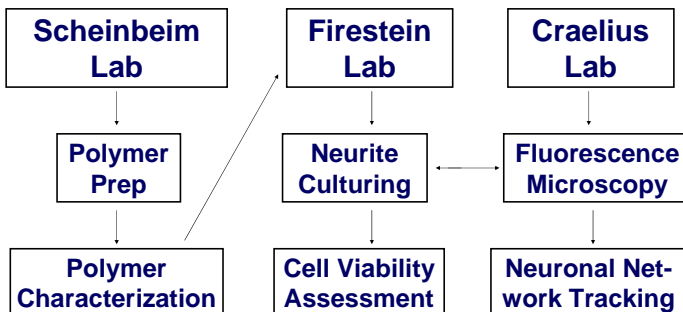 Scheinbeim
Lab
Firestein
Lab
Craelius
Lab
Polymer
Prep
Neurite
Culturing
Fluorescence
Microscopy
Polymer
Characterization
Cell Viability
Assessment
Neuronal Net-
work Tracking